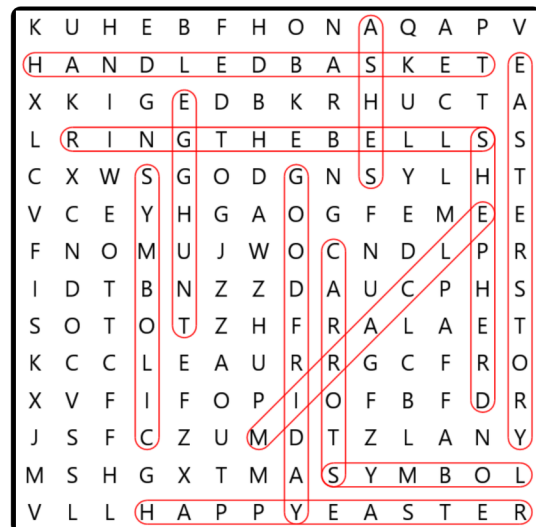 K U H E B F H O N A Q A P V
H A N D L E D B A S K E T E
X K I G E D B K R H U C T A
L R I N G T H E B E L L S S
C X W S G O D G N S Y L H T
V C E Y H G A O G F E M E E
F N O M U J W O C N D L P R
I D T B N Z Z D A U C P H S
S O T O T Z H F R A L A E T
K C C L E A U R R G C F R O
X V F I F O P I O F B F D R
J S F C Z U M D T Z L A N Y
M S H G X T M A S Y M B O L
V L L H A P P Y E A S T E R